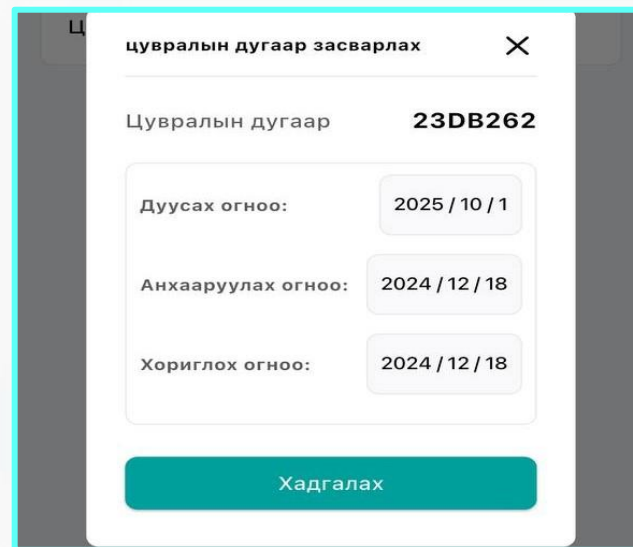 Ц
цувралын дугаар засварлах
Цувралын дугаар 23DB262
Дуусах огноо: 2025 / 10 / 1
Анхааруулах огноо: 2024 / 12 / 18
Хориглох огноо: 2024 / 12 / 18
Хадгалах